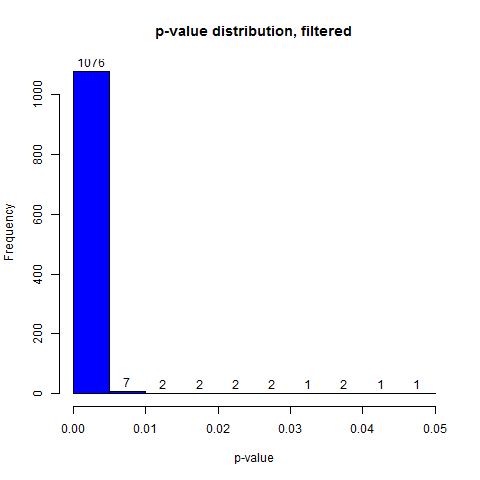 p-value distribution, filtered
1076
7 2 2 2 2 1 2 1 1
Frequency
0 200 400 600 800 1000
0.00 0.01 0.02 0.03 0.04 0.05
p-value